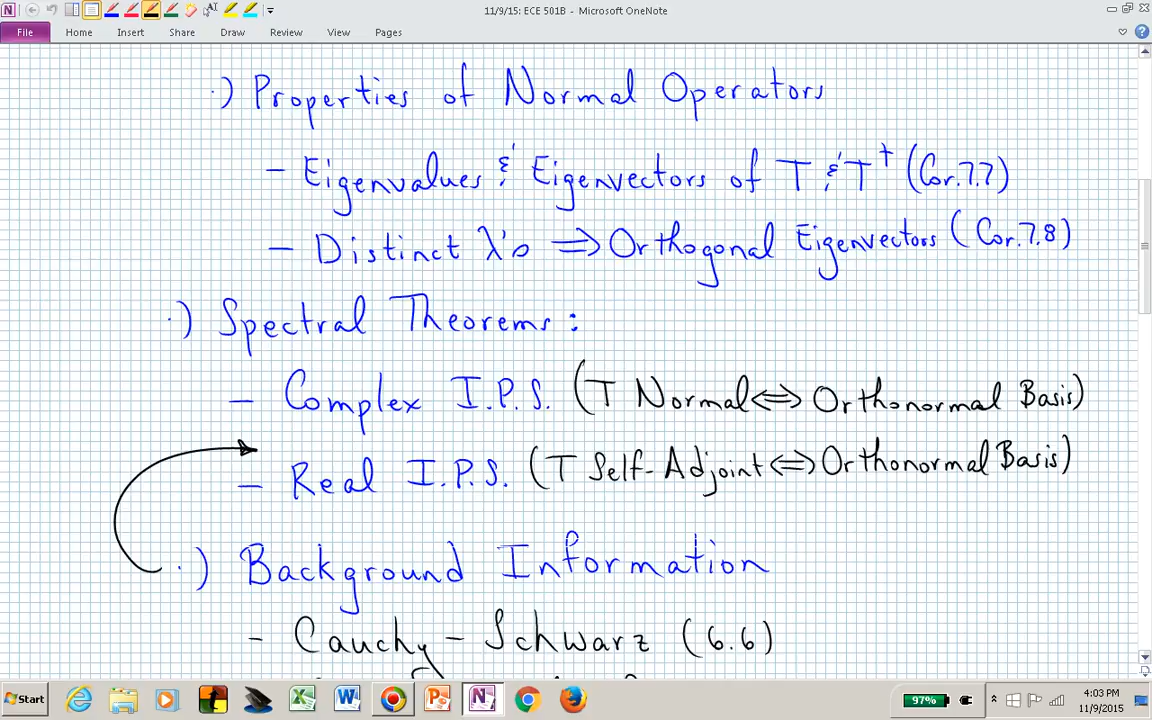 11/9/15: ECE 501B - Microsoft OneNote
File Home Insert Share Draw Review View Pages
·) Properties of Normal Operators
- Eigenvalues & Eigenvectors of T & T† (Cor. 7.7)
- Distinct λ's ⇒ Orthogonal Eigenvectors (Cor. 7.8)
·) Spectral Theorems:
- Complex I.P.S. (T Normal ⇔ Orthonormal Basis)
- Real I.P.S. (T Self-Adjoint ⇔ Orthonormal Basis)
·) Background Information
- Cauchy-Schwarz (6.6)
Start 97% 4:03 PM
11/9/2015